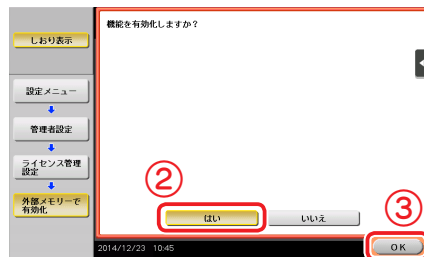 機能を有効化しますか？
しおり表示
設定メニュー
管理者設定
ライセンス管理
設定
外部メモリーで
有効化
②
はい
いいえ
③
OK
2014/12/23 10:45